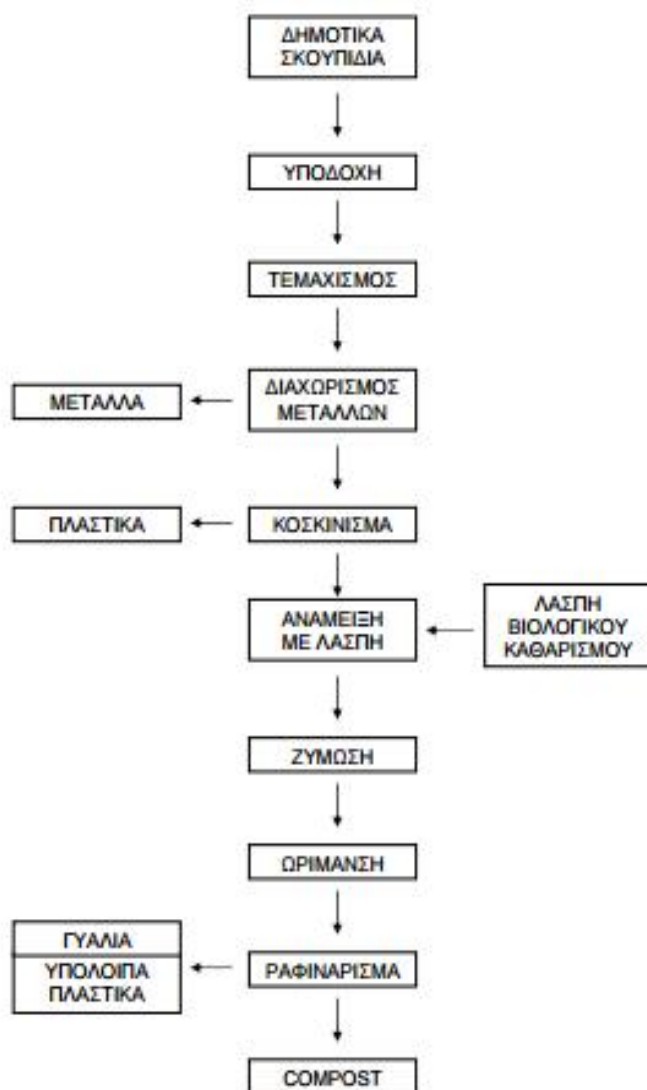 ΔΗΜΟΤΙΚΑ
ΣΚΟΥΠΙΔΙΑ
ΥΠΟΔΟΧΗ
ΤΕΜΑΧΙΣΜΟΣ
ΜΕΤΑΛΛΑ
ΔΙΑΧΩΡΙΣΜΟΣ
ΜΕΤΑΛΛΩΝ
ΠΛΑΣΤΙΚΑ
ΚΟΣΚΙΝΙΣΜΑ
ΑΝΑΜΕΙΞΗ
ΜΕ ΛΑΣΠΗ
ΛΑΣΠΗ
ΒΙΟΛΟΓΙΚΟΥ
ΚΑΘΑΡΙΣΜΟΥ
ΖΥΜΩΣΗ
ΩΡΙΜΑΝΣΗ
ΓΥΑΛΙΑ
ΥΠΟΛΟΙΠΑ
ΠΛΑΣΤΙΚΑ
ΡΑΦΙΝΑΡΙΣΜΑ
COMPOST